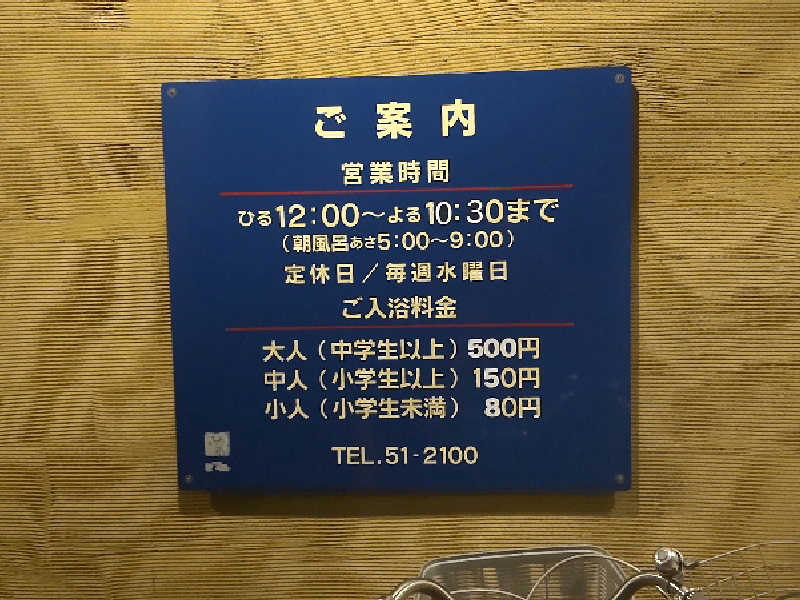 ご案内
営業時間
ひる12:00〜よる10:30まで
(朝風呂あさ5:00〜9:00)
定休日/毎週水曜日
ご入浴料金
大人(中学生以上)500円
中人(小学生以上)150円
小人(小学生未満)80円
TEL.51-2100